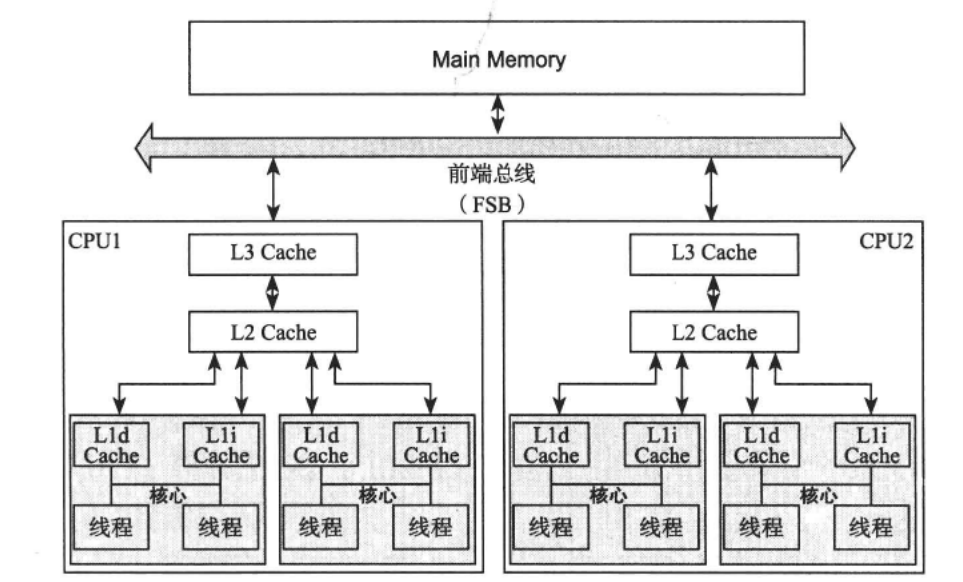 Main Memory
前端总线
（FSB）
CPU1
L3 Cache
L2 Cache
L1d
Cache
L1i
Cache
核心
线程
线程
L1d
Cache
L1i
Cache
核心
线程
线程
CPU2
L3 Cache
L2 Cache
L1d
Cache
L1i
Cache
核心
线程
线程
L1d
Cache
L1i
Cache
核心
线程
线程